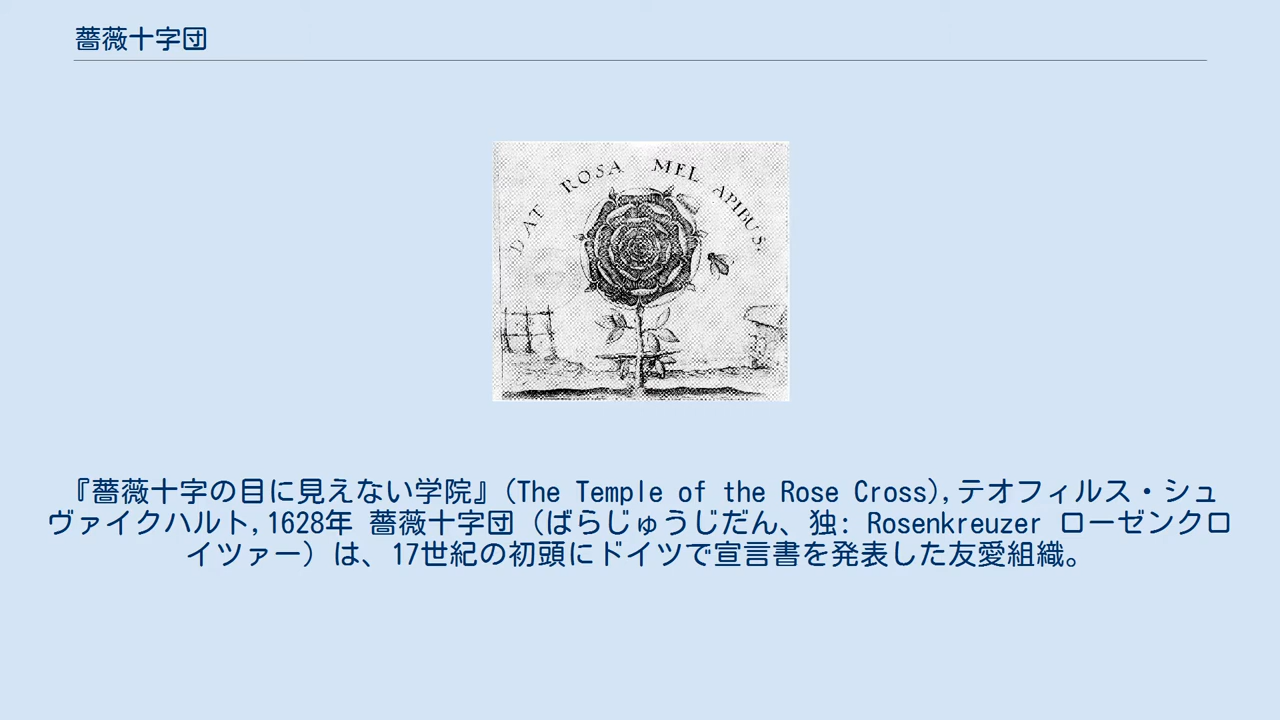 薔薇十字団
DAT ROSA MEL APIBUS.
『薔薇十字の目に見えない学院』(The Temple of the Rose Cross),テオフィルス・シュ
ヴァイクハルト,1628年 薔薇十字団（ばらじゅうじだん、独: Rosenkreuzer ローゼンクロ
イツァー）は、17世紀の初頭にドイツで宣言書を発表した友愛組織。